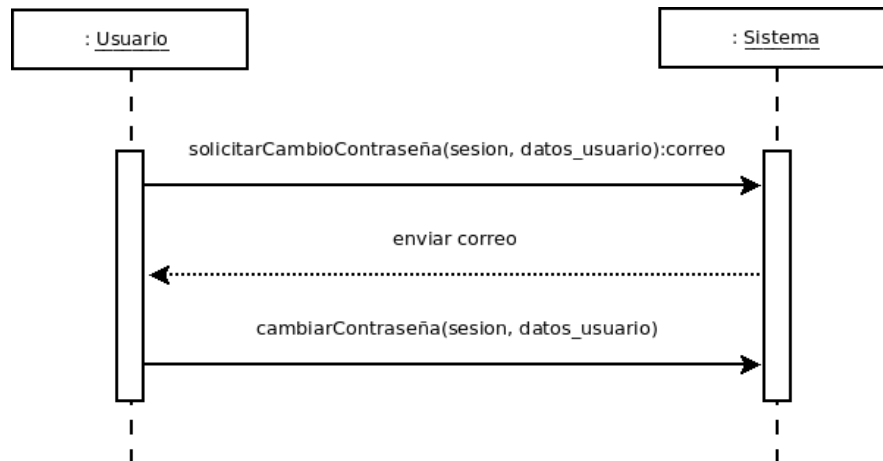 : Usuario
: Sistema
solicitarCambioContraseña(sesion, datos_usuario):correo
enviar correo
cambiarContraseña(sesion, datos_usuario)